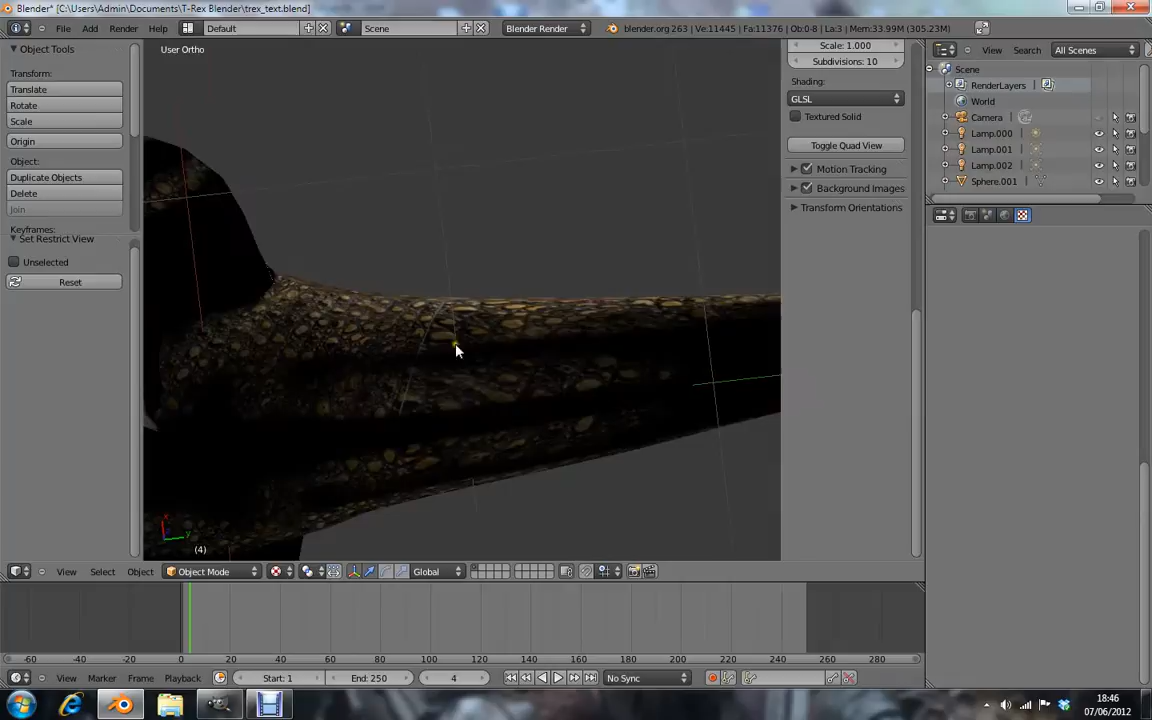 Blender* [C:\Users\Admin\Documents\T-Rex Blender\trex_text.blend]
File Add Render Help Default Scene Blender Render blender.org 263 | Ve:11445 | Fa:11376 | Ob:0-8 | La:3 | Mem:33.99M (305.23M)
View Search All Scenes
Object Tools
Transform:
Translate
Rotate
Scale
Origin
Object:
Duplicate Objects
Delete
Join
Keyframes:
Set Restrict View
Unselected
Reset
User Ortho
(4)
Scale: 1.000
Subdivisions: 10
Shading:
GLSL
Textured Solid
Toggle Quad View
Motion Tracking
Background Images
Transform Orientations
Scene
RenderLayers
World
Camera
Lamp.000
Lamp.001
Lamp.002
Sphere.001
View Select Object Object Mode Global
-60 -40 -20 0 20 40 60 80 100 120 140 160 180 200 220 240 260 280
View Marker Frame Playback Start: 1 End: 250 4 No Sync
18:46
07/06/2012